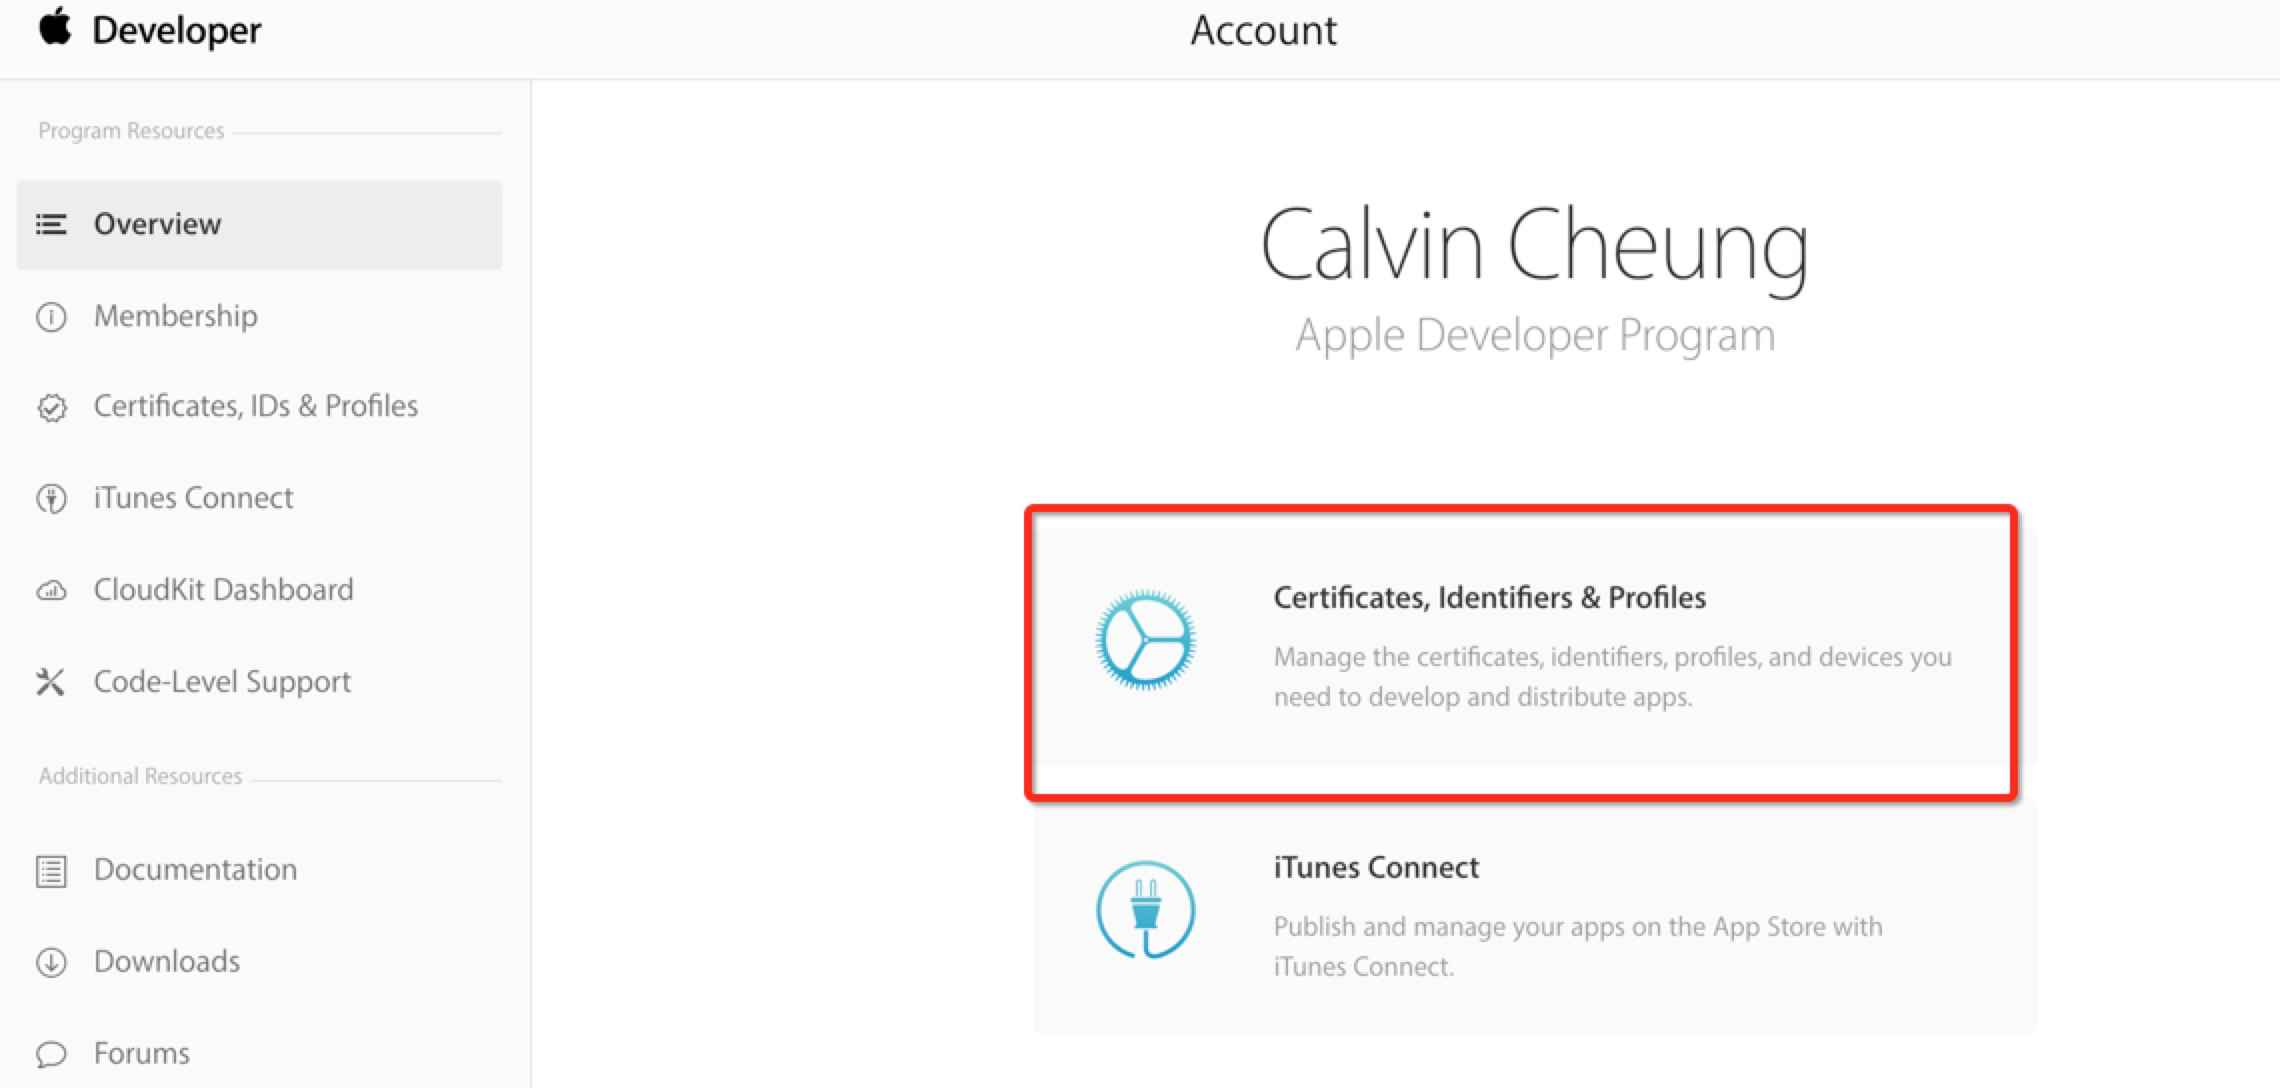 Developer
Account
Program Resources
Overview
Membership
Certificates, IDs & Profiles
iTunes Connect
CloudKit Dashboard
Code-Level Support
Additional Resources
Documentation
Downloads
Forums
Calvin Cheung
Apple Developer Program
Certificates, Identifiers & Profiles
Manage the certificates, identifiers, profiles, and devices you
need to develop and distribute apps.
iTunes Connect
Publish and manage your apps on the App Store with
iTunes Connect.